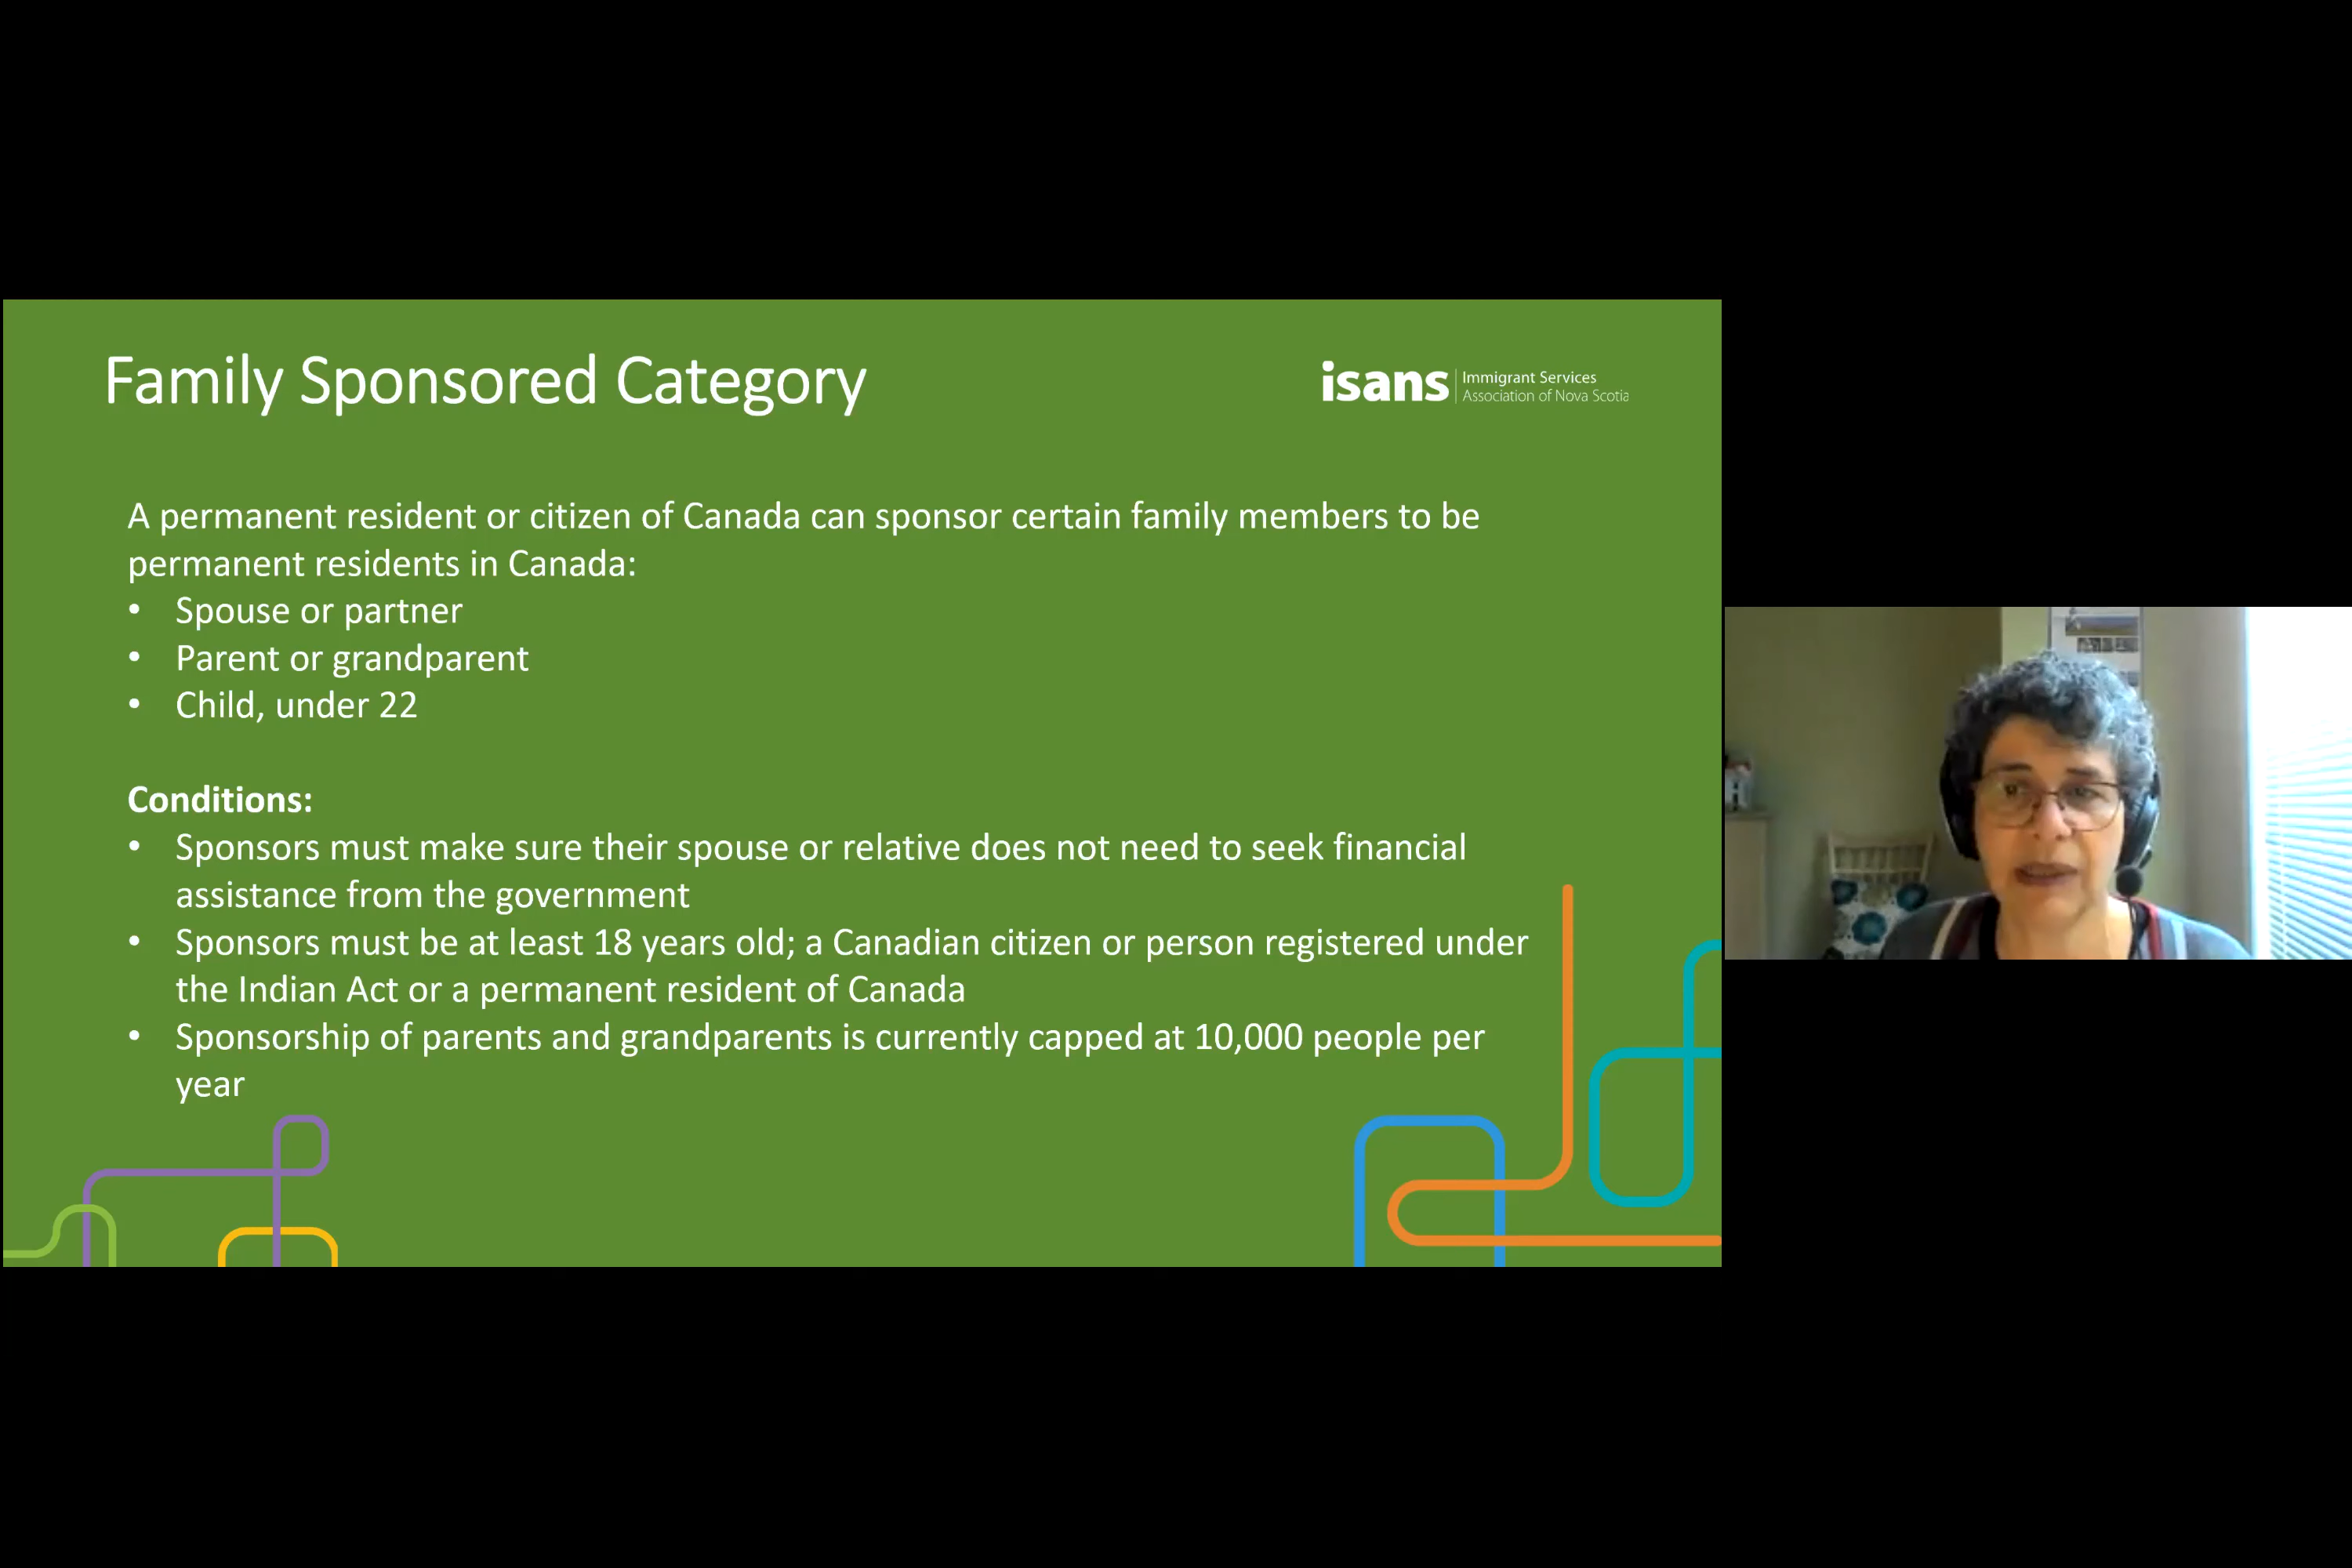 Family Sponsored Category
isans
Immigrant Services
Association of Nova Scotia
A permanent resident or citizen of Canada can sponsor certain family members to be
permanent residents in Canada:
• Spouse or partner
• Parent or grandparent
• Child, under 22
Conditions:
• Sponsors must make sure their spouse or relative does not need to seek financial
assistance from the government
• Sponsors must be at least 18 years old; a Canadian citizen or person registered under
the Indian Act or a permanent resident of Canada
• Sponsorship of parents and grandparents is currently capped at 10,000 people per
year